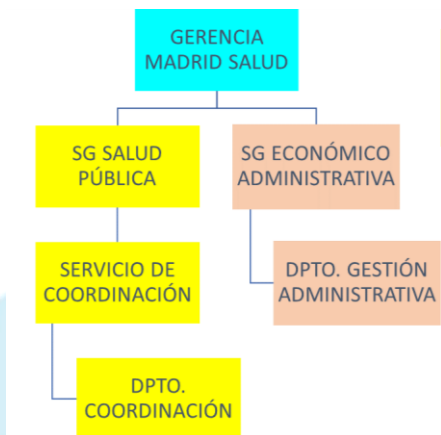 GERENCIA
MADRID SALUD
SG SALUD
PÚBLICA
SG ECONÓMICO
ADMINISTRATIVA
SERVICIO DE
COORDINACIÓN
DPTO. GESTIÓN
ADMINISTRATIVA
DPTO.
COORDINACIÓN